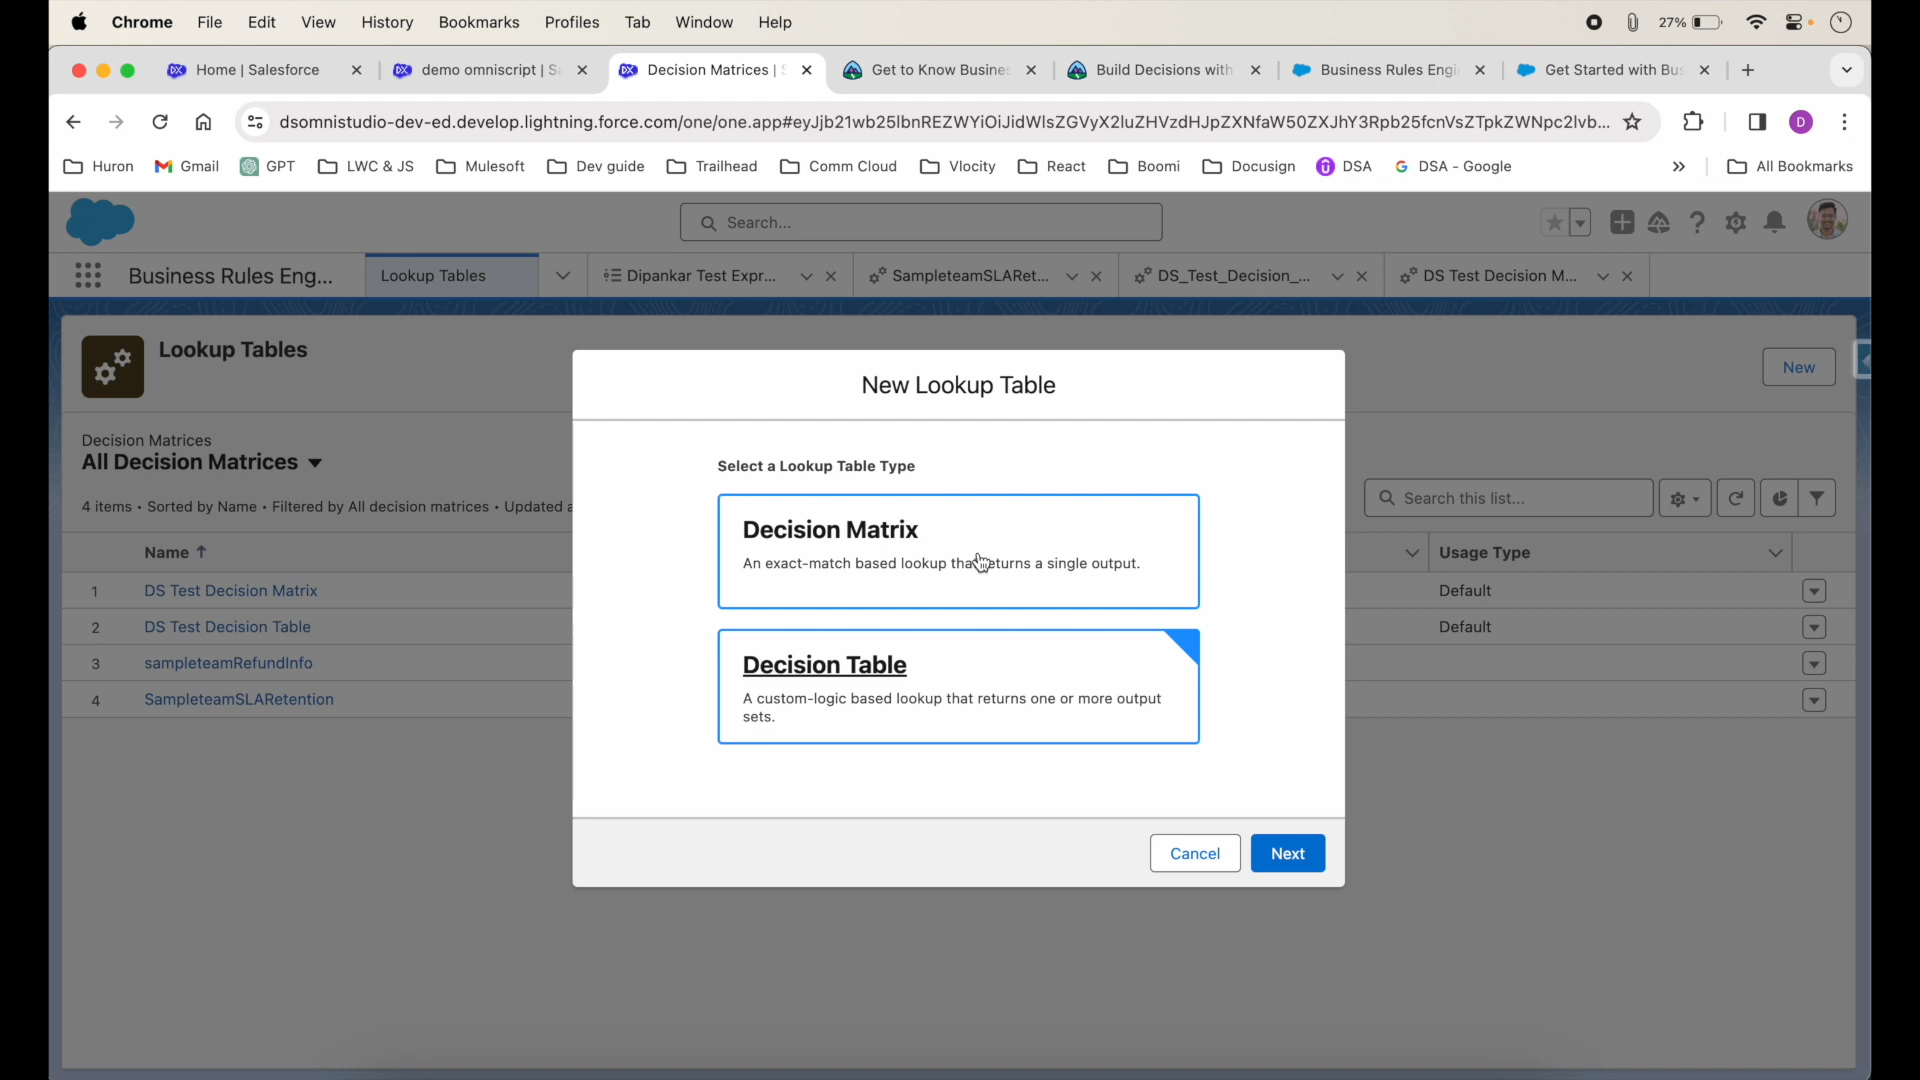 Chrome File Edit View History Bookmarks Profiles Tab Window Help 27%
Home | Salesforce demo omniscript | Sa Decision Matrices | S Get to Know Busines Build Decisions with Business Rules Engi Get Started with Bus
dsomnistudio-dev-ed.develop.lightning.force.com/one/one.app#eyJjb21wb25lbnREZWYiOiJidWlsZGVyX2luZHVzdHJpZXNfaW50ZXJhY3Rpb25fcnVsZTpkZWNpc2lvb... D
Huron Gmail GPT LWC & JS Mulesoft Dev guide Trailhead Comm Cloud Vlocity React Boomi Docusign DSA DSA - Google » All Bookmarks
Search...
Business Rules Eng... Lookup Tables Dipankar Test Expr... SampleteamSLARet... DS_Test_Decision_... DS Test Decision M...
Lookup Tables
New
New Lookup Table
Decision Matrices
All Decision Matrices
Select a Lookup Table Type
4 items • Sorted by Name • Filtered by All decision matrices • Updated a
Search this list...
Decision Matrix
An exact-match based lookup that returns a single output.
Name Usage Type
1 DS Test Decision Matrix Default
2 DS Test Decision Table Default
3 sampleteamRefundInfo
4 SampleteamSLARetention
Decision Table
A custom-logic based lookup that returns one or more output
sets.
Cancel Next